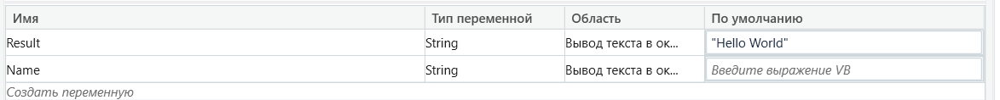 Имя Тип переменной Область По умолчанию
Result String Вывод текста в ок... "Hello World"
Name String Вывод текста в ок... Введите выражение VB
Создать переменную